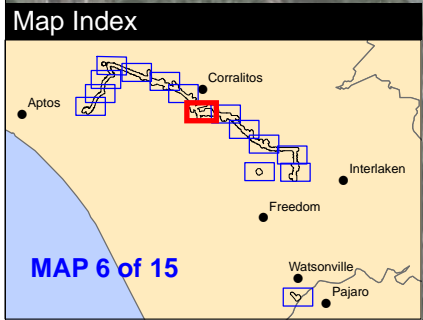 Map Index
Corralitos
Aptos
Interlaken
Freedom
MAP 6 of 15
Watsonville
Pajaro